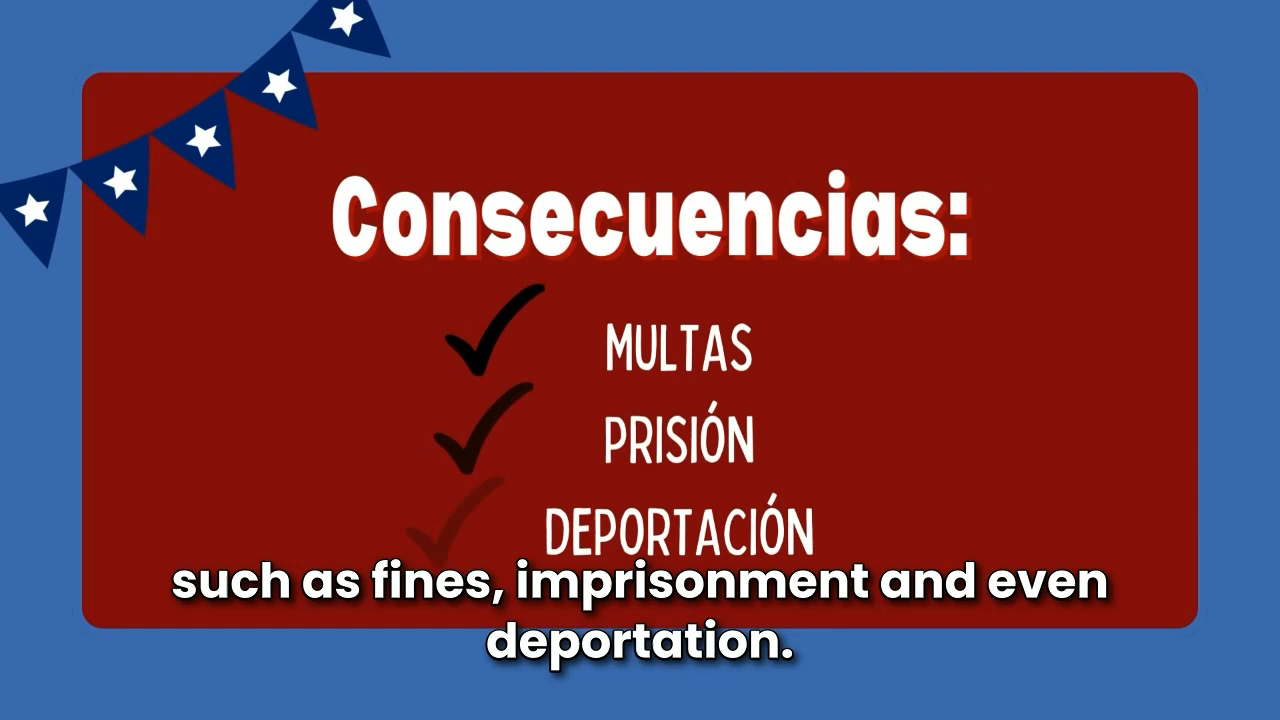 Consecuencias:
MULTAS
PRISIÓN
DEPORTACIÓN
such as fines, imprisonment and even
deportation.